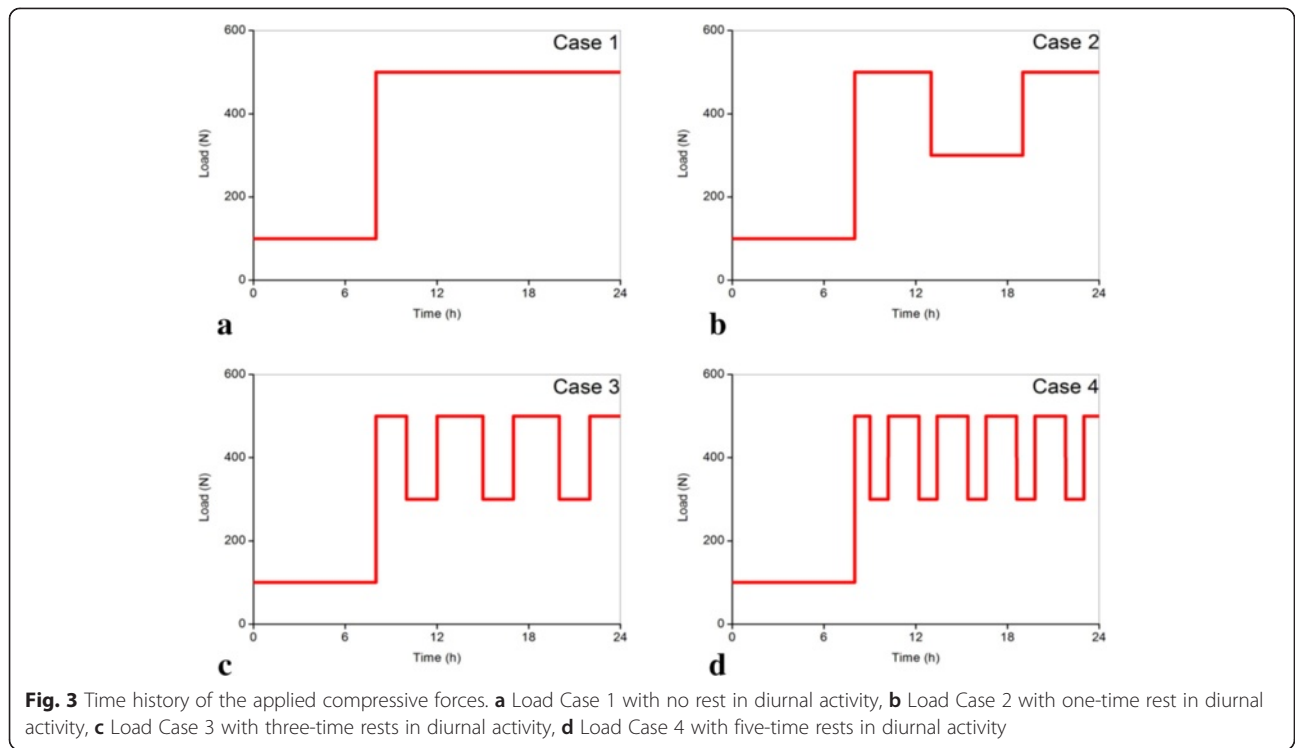 Case 1
600
400
200
0
Load (N)
0 6 12 18 24
Time (h)
a
Case 2
600
400
200
0
Load (N)
0 6 12 18 24
Time (h)
b
Case 3
600
400
200
0
Load (N)
0 6 12 18 24
Time (h)
c
Case 4
600
400
200
0
Load (N)
0 6 12 18 24
Time (h)
d
Fig. 3 Time history of the applied compressive forces. a Load Case 1 with no rest in diurnal activity, b Load Case 2 with one-time rest in diurnal
activity, c Load Case 3 with three-time rests in diurnal activity, d Load Case 4 with five-time rests in diurnal activity